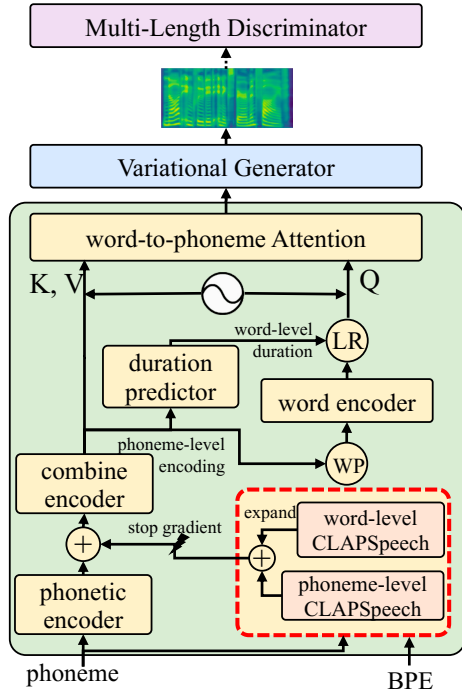 Multi-Length Discriminator
Variational Generator
word-to-phoneme Attention
K, V
Q
word-level
duration
LR
duration
predictor
word encoder
phoneme-level
encoding
WP
combine
encoder
expand
word-level
CLAPSpeech
stop gradient
+
+
phoneme-level
CLAPSpeech
phonetic
encoder
phoneme
BPE